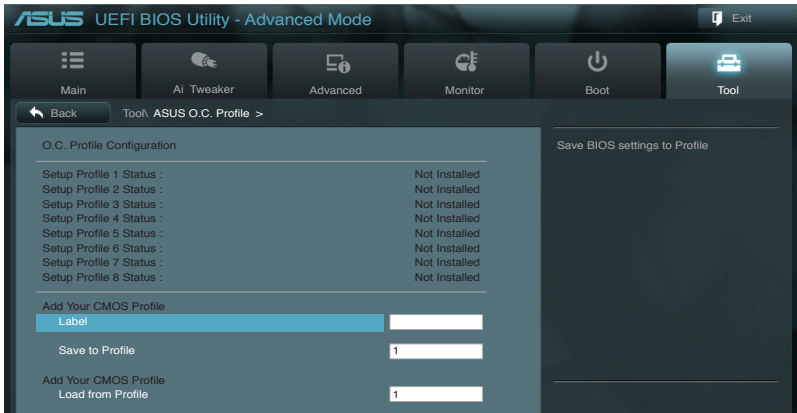 ASUS UEFI BIOS Utility - Advanced Mode
Exit
Main
Ai Tweaker
Advanced
Monitor
Boot
Tool
Back
Tool\ ASUS O.C. Profile >
O.C. Profile Configuration
Save BIOS settings to Profile
Setup Profile 1 Status : Not Installed
Setup Profile 2 Status : Not Installed
Setup Profile 3 Status : Not Installed
Setup Profile 4 Status : Not Installed
Setup Profile 5 Status : Not Installed
Setup Profile 6 Status : Not Installed
Setup Profile 7 Status : Not Installed
Setup Profile 8 Status : Not Installed
Add Your CMOS Profile
Label
Save to Profile 1
Add Your CMOS Profile
Load from Profile 1